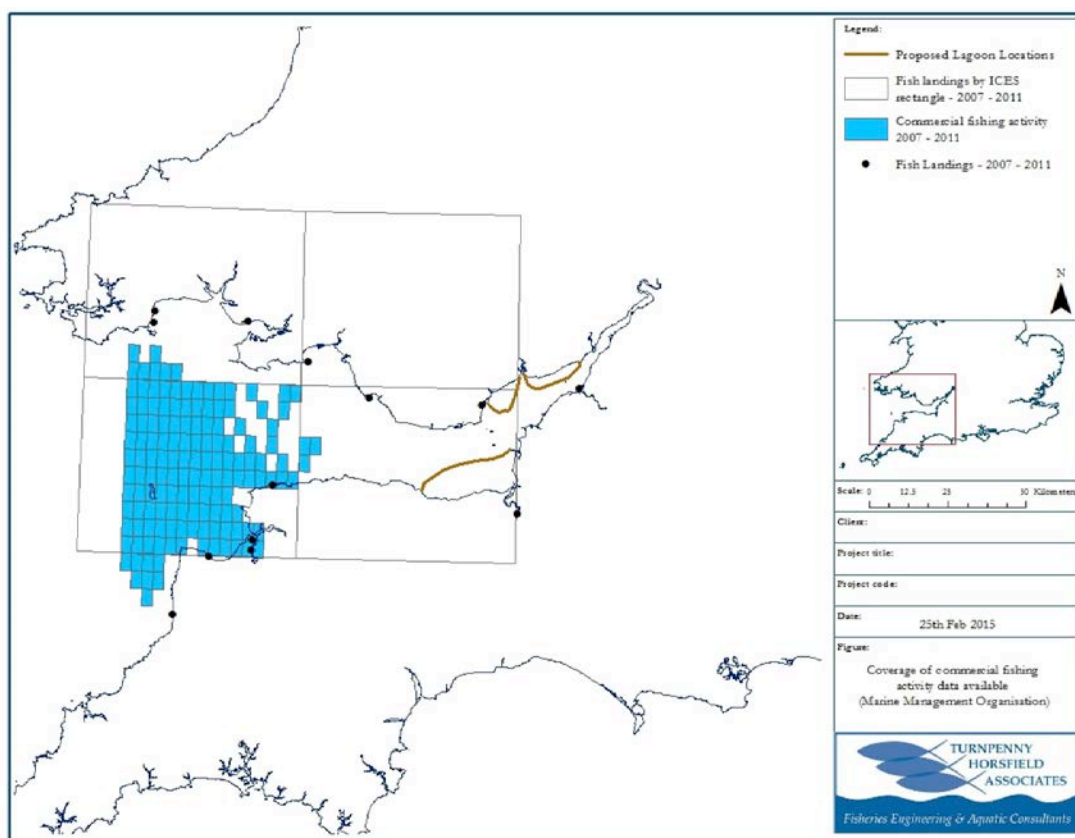 Legend:
Proposed Lagoon Locations
Fish landings by ICES
rectangle - 2007 - 2011
Commercial fishing activity
2007 - 2011
Fish Landings - 2007 - 2011
N
Scale: 0 12.5 25 50 Kilometers
Client:
Project title:
Project code:
Date:
25th Feb 2015
Figure:
Coverage of commercial fishing
activity data available
(Marine Management Organisation)
TURNPENNY
HORSFIELD
ASSOCIATES
Fisheries Engineering & Aquatic Consultants